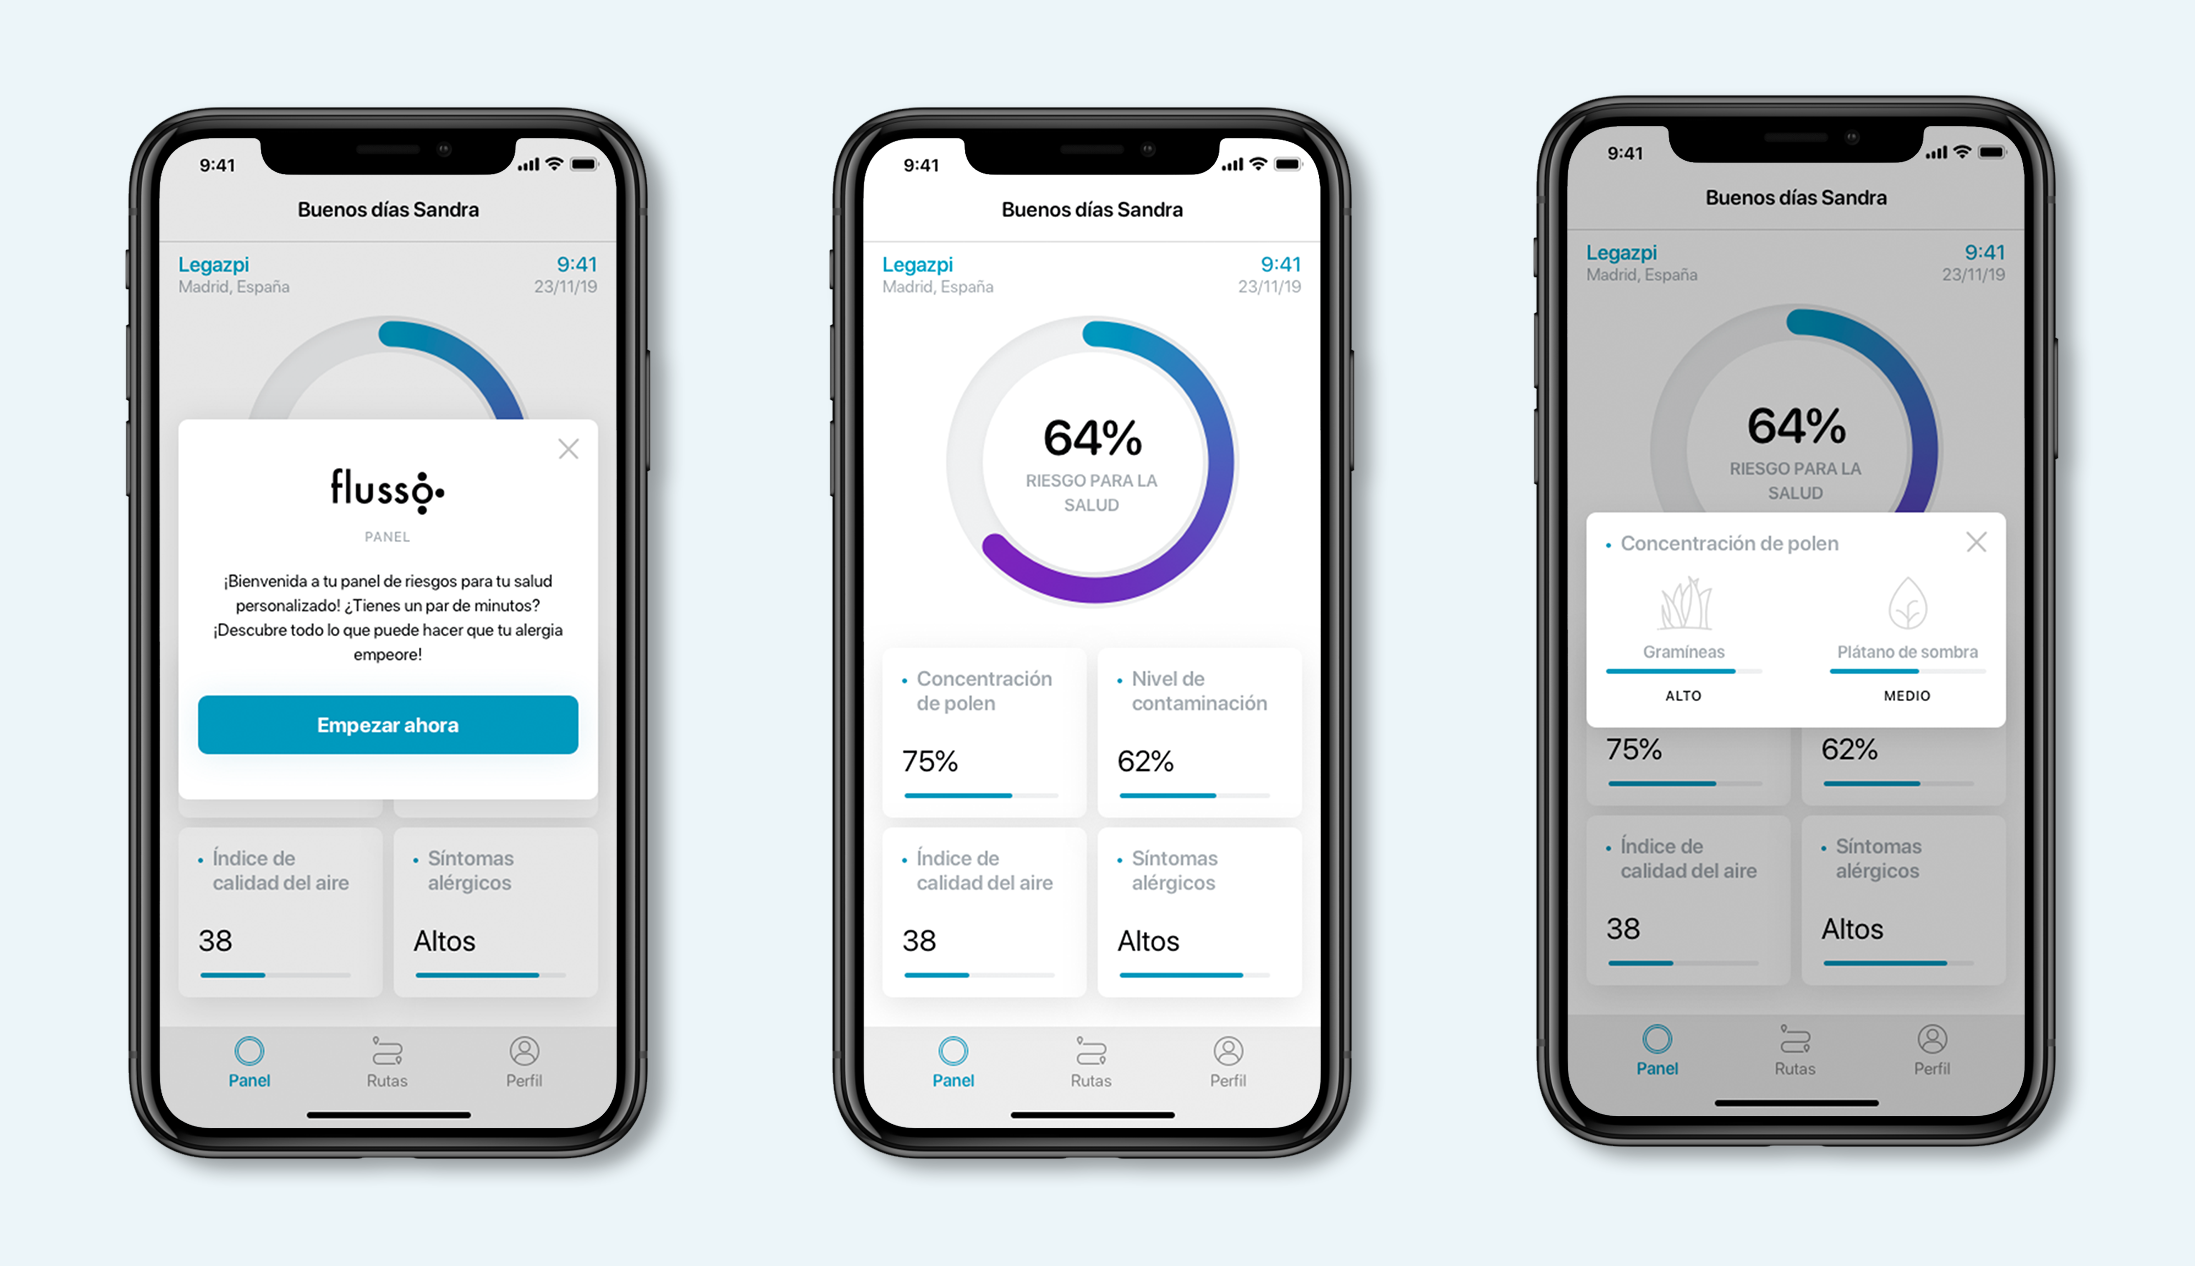 9:41
Buenos días Sandra
Legazpi
9:41
Madrid, España
23/11/19
flusso
PANEL
¡Bienvenida a tu panel de riesgos para tu salud
personalizado! ¿Tienes un par de minutos?
¡Descubre todo lo que puede hacer que tu alergia
empeore!
Empezar ahora
Índice de
calidad del aire
38
Síntomas
alérgicos
Altos
Panel
Rutas
Perfil
9:41
Buenos días Sandra
Legazpi
9:41
Madrid, España
23/11/19
64%
RIESGO PARA LA
SALUD
Concentración
de polen
75%
Nivel de
contaminación
62%
Índice de
calidad del aire
38
Síntomas
alérgicos
Altos
Panel
Rutas
Perfil
9:41
Buenos días Sandra
Legazpi
9:41
Madrid, España
23/11/19
64%
RIESGO PARA LA
SALUD
Concentración de polen
Gramíneas
ALTO
Plátano de sombra
MEDIO
75%
62%
Índice de
calidad del aire
38
Síntomas
alérgicos
Altos
Panel
Rutas
Perfil